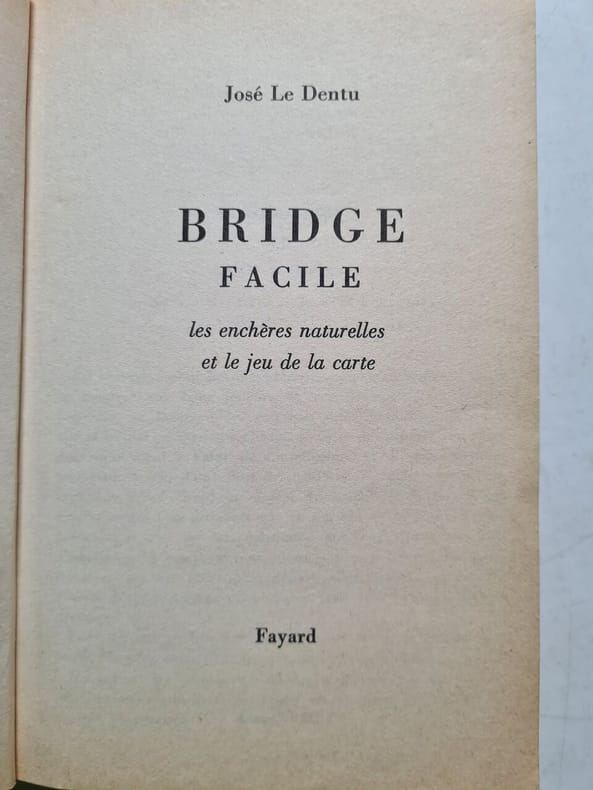 José Le Dentu
BRIDGE
FACILE
les enchères naturelles
et le jeu de la carte
Fayard